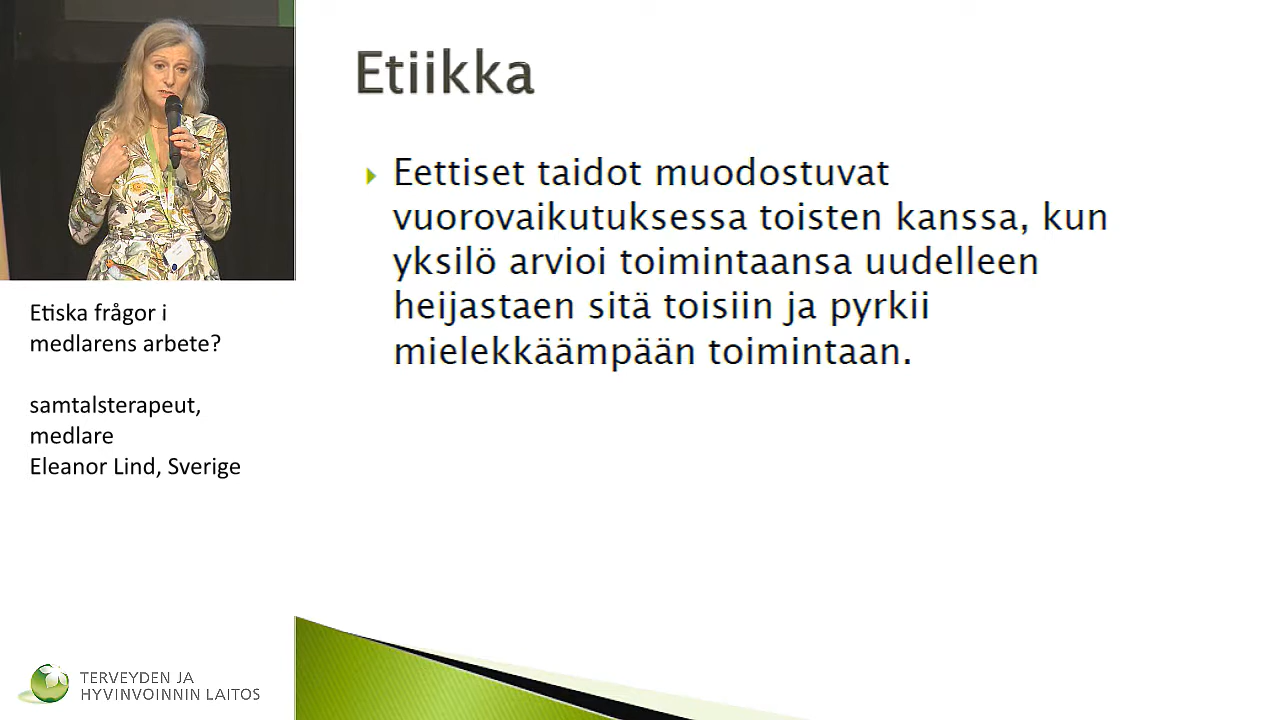 Etiikka
Eettiset taidot muodostuvat
vuorovaikutuksessa toisten kanssa, kun
yksilö arvioi toimintaansa uudelleen
heijastaen sitä toisiin ja pyrkii
mielekkäämpään toimintaan.
Etiska frågor i
medlarens arbete?
samtalsterapeut,
medlare
Eleanor Lind, Sverige
TERVEYDEN JA
HYVINVOINNIN LAITOS